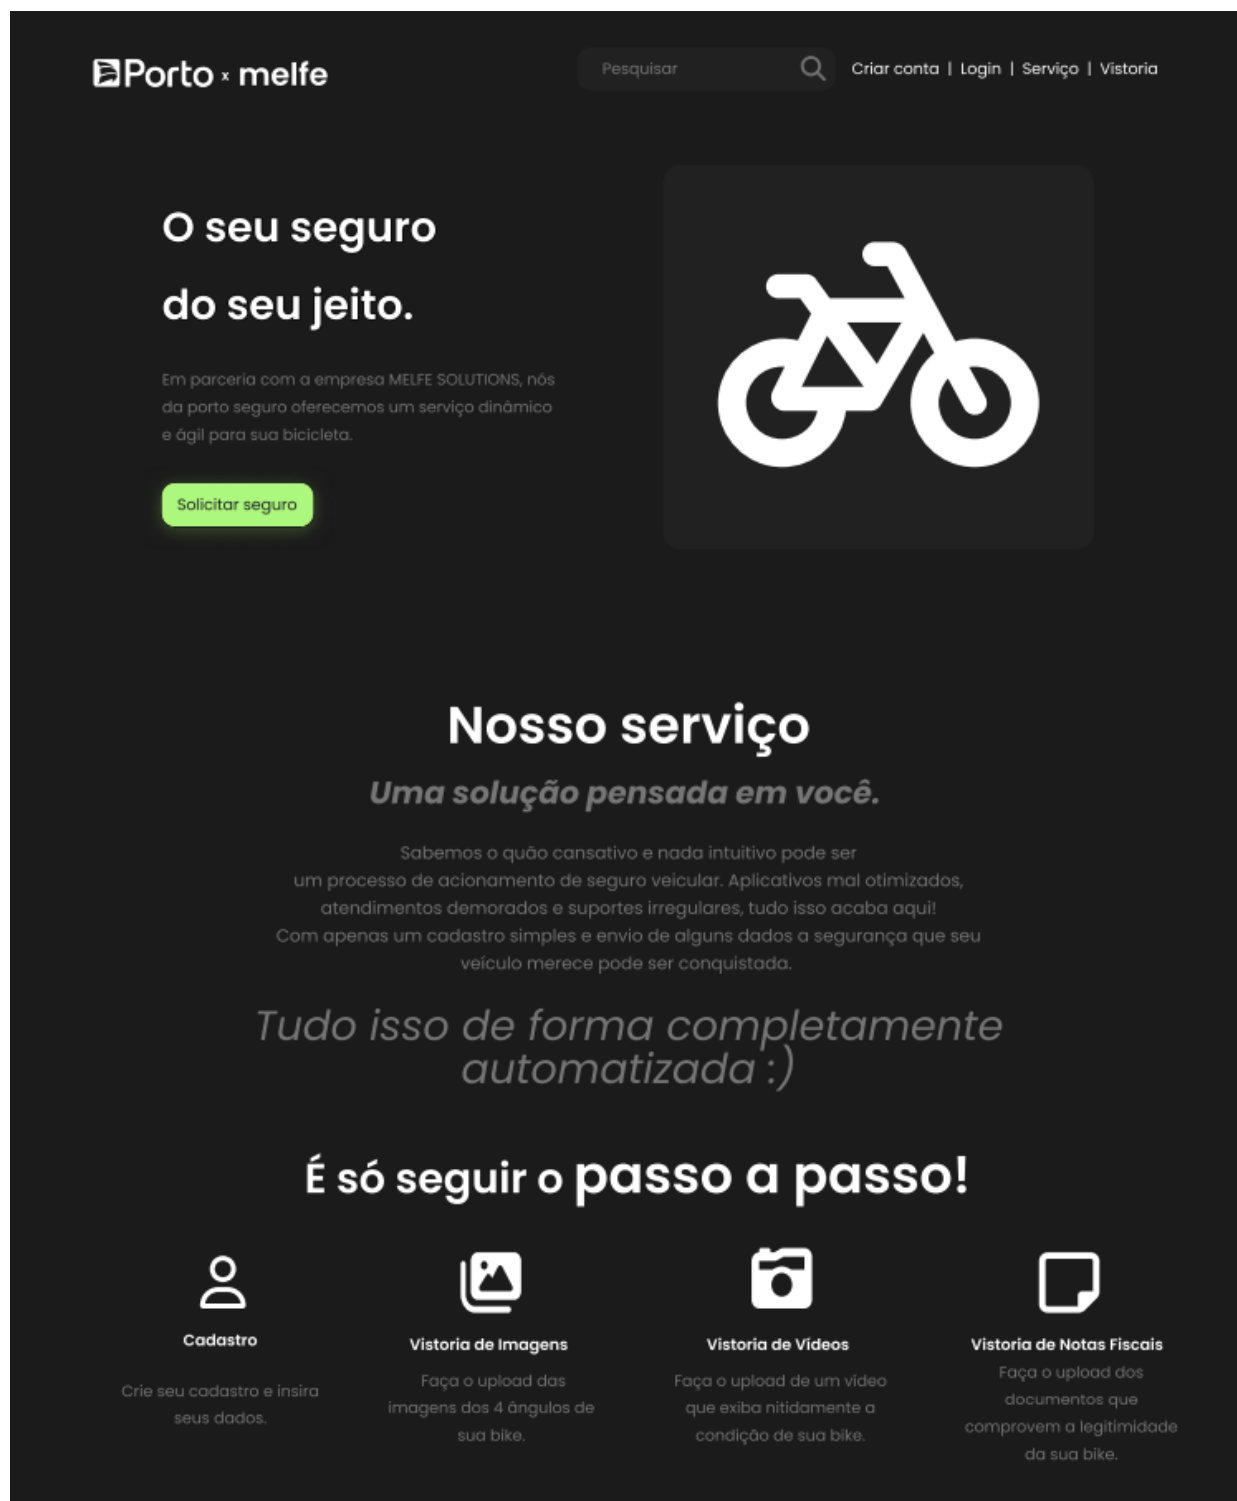 Porto x melfe
Pesquisar
Criar conta | Login | Serviço | Vistoria
O seu seguro
do seu jeito.
Em parceria com a empresa MELFE SOLUTIONS, nós
da porto seguro oferecemos um serviço dinâmico
e ágil para sua bicicleta.
Solicitar seguro
Nosso serviço
Uma solução pensada em você.
Sabemos o quão cansativo e nada intuitivo pode ser
um processo de acionamento de seguro veicular. Aplicativos mal otimizados,
atendimentos demorados e suportes irregulares, tudo isso acaba aqui!
Com apenas um cadastro simples e envio de alguns dados a segurança que seu
veículo merece pode ser conquistada.
Tudo isso de forma completamente
automatizada :)
É só seguir o passo a passo!
Cadastro
Crie seu cadastro e insira
seus dados.
Vistoria de Imagens
Faça o upload das
imagens dos 4 ângulos de
sua bike.
Vistoria de Vídeos
Faça o upload de um vídeo
que exiba nitidamente a
condição de sua bike.
Vistoria de Notas Fiscais
Faça o upload dos
documentos que
comprovem a legitimidade
da sua bike.